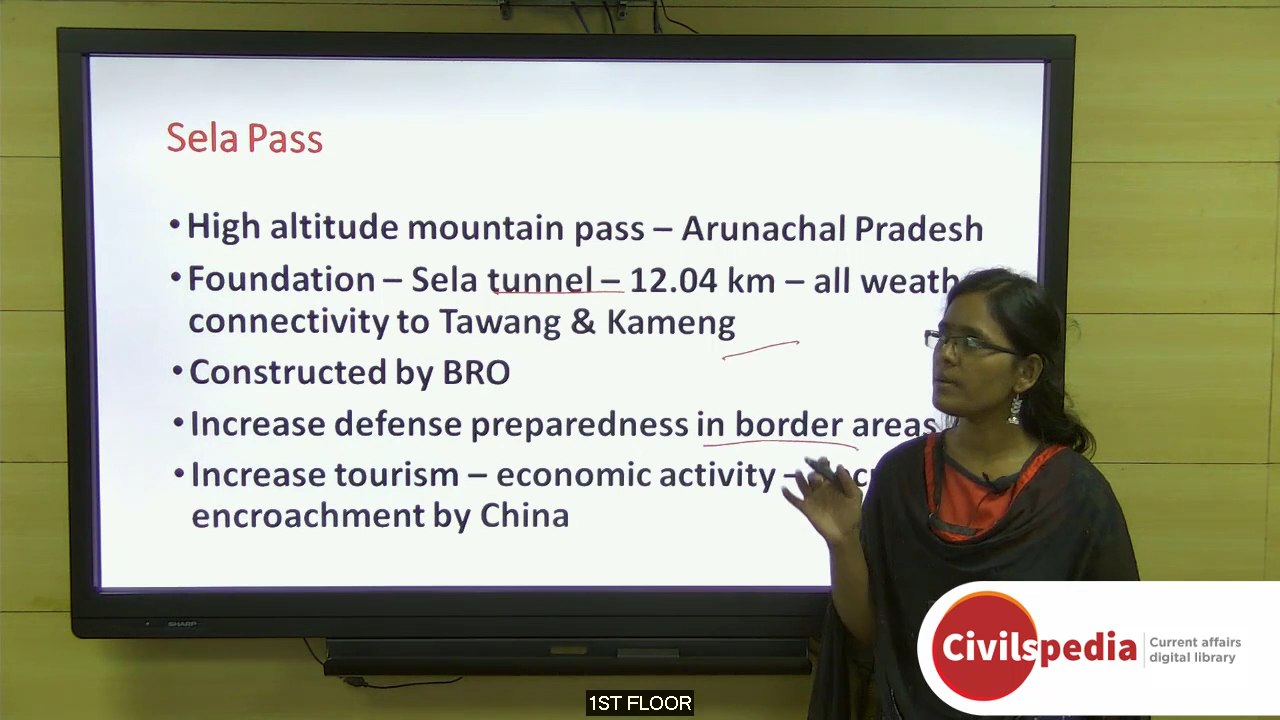 Sela Pass
• High altitude mountain pass – Arunachal Pradesh
• Foundation – Sela tunnel – 12.04 km – all
connectivity to Tawang & Kameng
• Constructed by BRO
• Increase defense preparedness in border areas
• Increase tourism – economic activity –
encroachment by China
SHARP
Civilspedia
Current affairs
digital library
1ST FLOOR